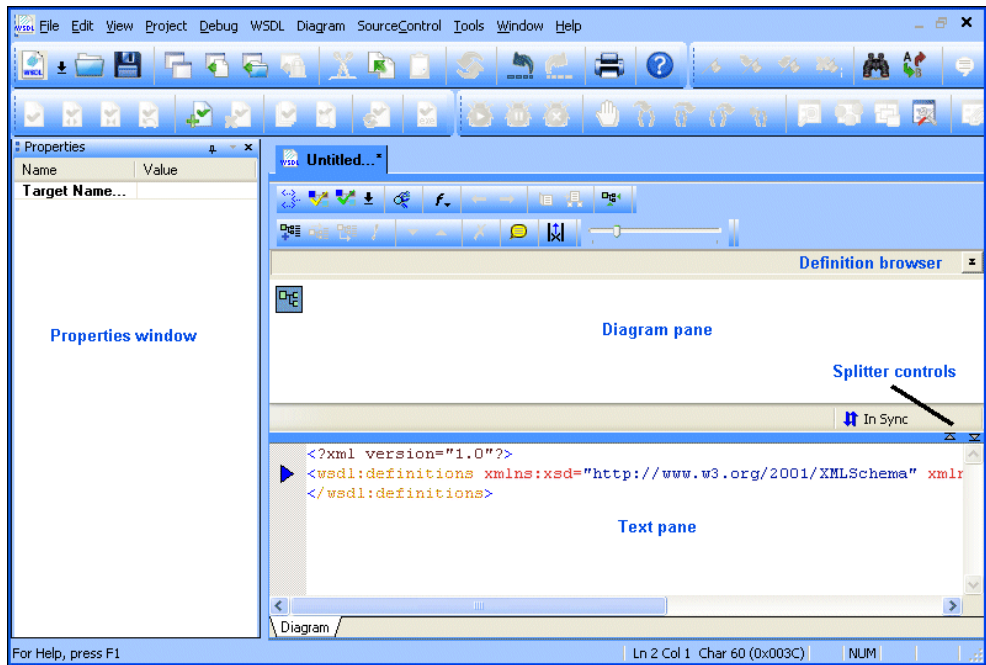 File Edit View Project Debug WSDL Diagram SourceControl Tools Window Help
Properties
Name Value
Target Name...
Untitled...*
Definition browser
Properties window
Diagram pane
Splitter controls
In Sync
<?xml version="1.0"?>
<wsdl:definitions xmlns:xsd="http://www.w3.org/2001/XMLSchema"
</wsdl:definitions>
Text pane
Diagram
For Help, press F1 Ln 2 Col 1 Char 60 (0x003C) NUM